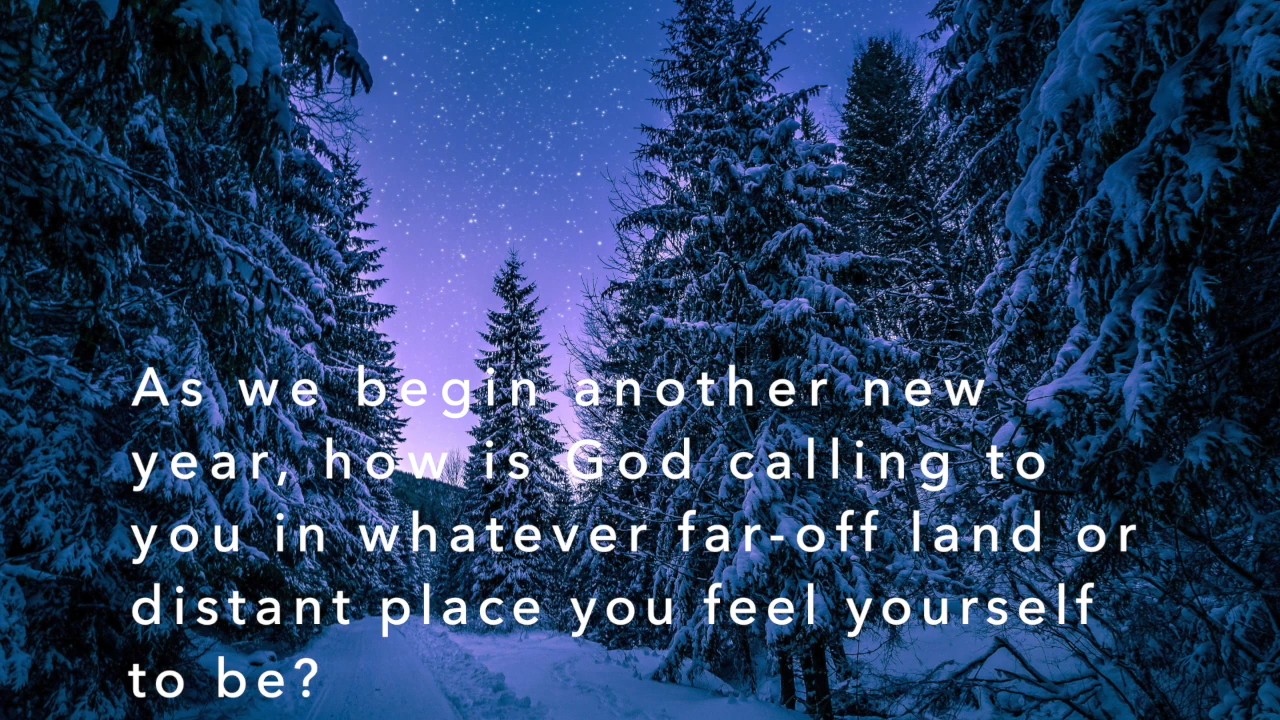 As we begin another new
year, how is God calling to
you in whatever far-off land or
distant place you feel yourself
to be?